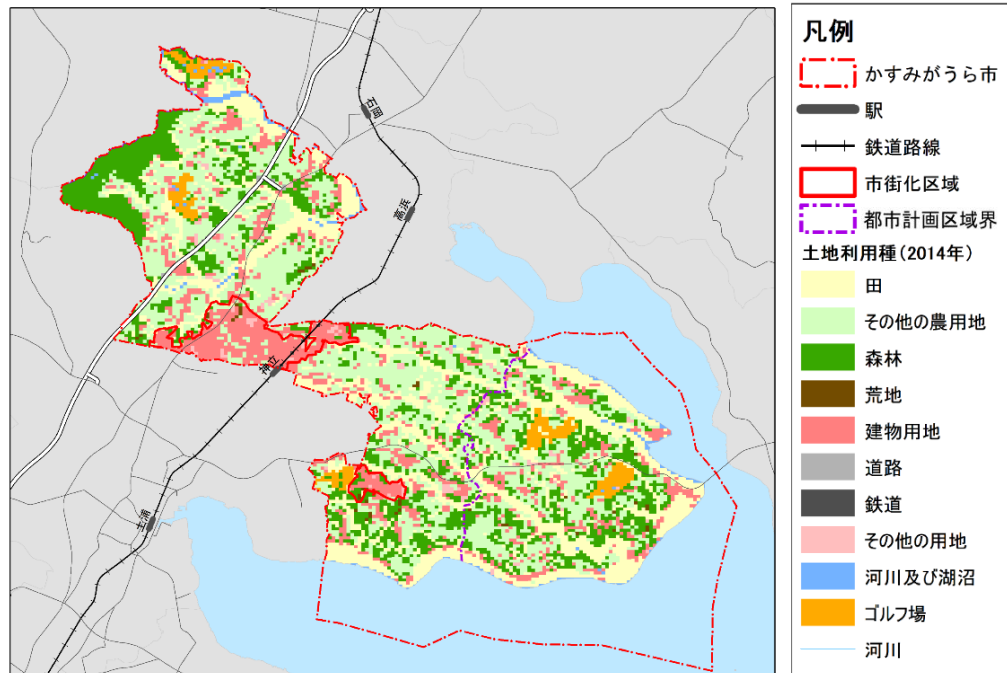 石岡
高浜
神立
土浦
凡例
かすみがうら市
駅
鉄道路線
市街化区域
都市計画区域界
土地利用種(2014年)
田
その他の農用地
森林
荒地
建物用地
道路
鉄道
その他の用地
河川及び湖沼
ゴルフ場
河川